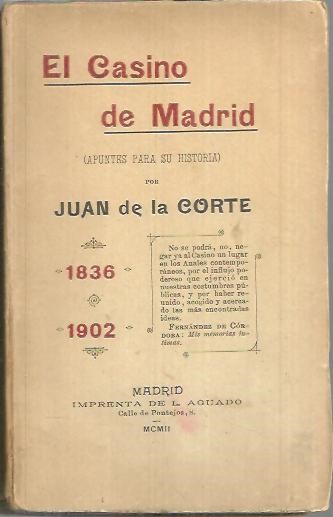 El Casino
de Madrid
(APUNTES PARA SU HISTORIA)
POR
JUAN de la CORTE
1836
1902
No se podrá, no, ne-
gar ya al Casino un lugar
en los Anales contempo-
ráneos, por el influjo po-
deroso que ejerció en
nuestras costumbres pú-
blicas, y por haber re-
unido, acogido y acerca-
do las más encontradas
ideas.
FERNÁNDEZ DE CÓR-
DOBA: Mis memorias ín-
timas.
MADRID
IMPRENTA DE L. AGUADO
Calle de Pontejos, 8.
MCMII